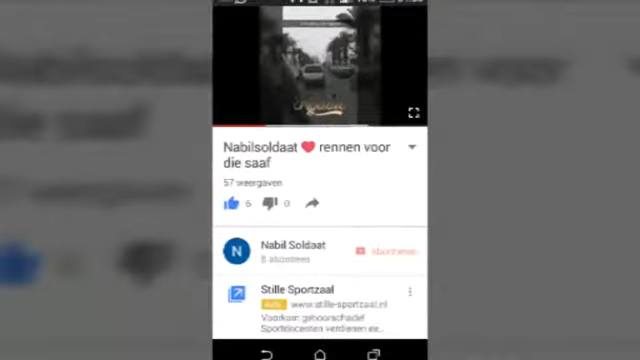 Nabilsoldaat ❤ rennen voor
die saaf
57 weergaven
6
0
N
Nabil Soldaat
Abonneren
8 abonnees
Stille Sportzaal
www.stille-sportzaal.nl
Voorkom gehoorschade!
Sportdocenten verdienen ee...